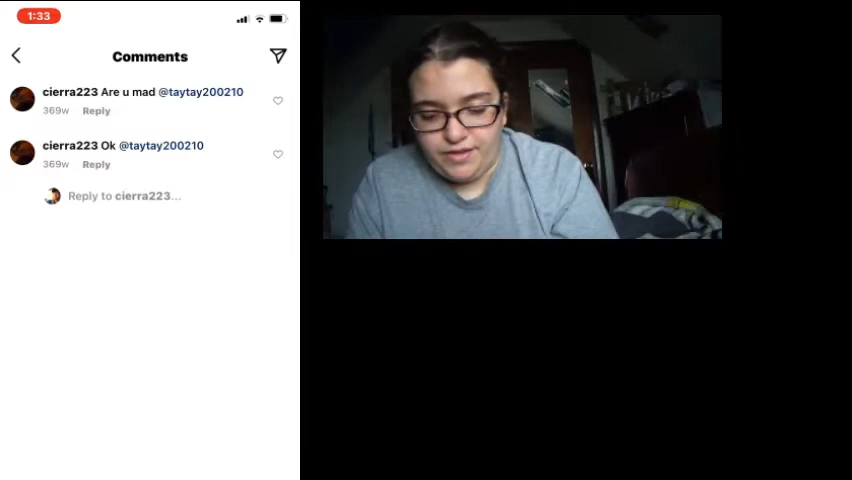 1:33
Comments
cierra223 Are u mad @taytay200210
369w Reply
cierra223 Ok @taytay200210
369w Reply
Reply to cierra223...